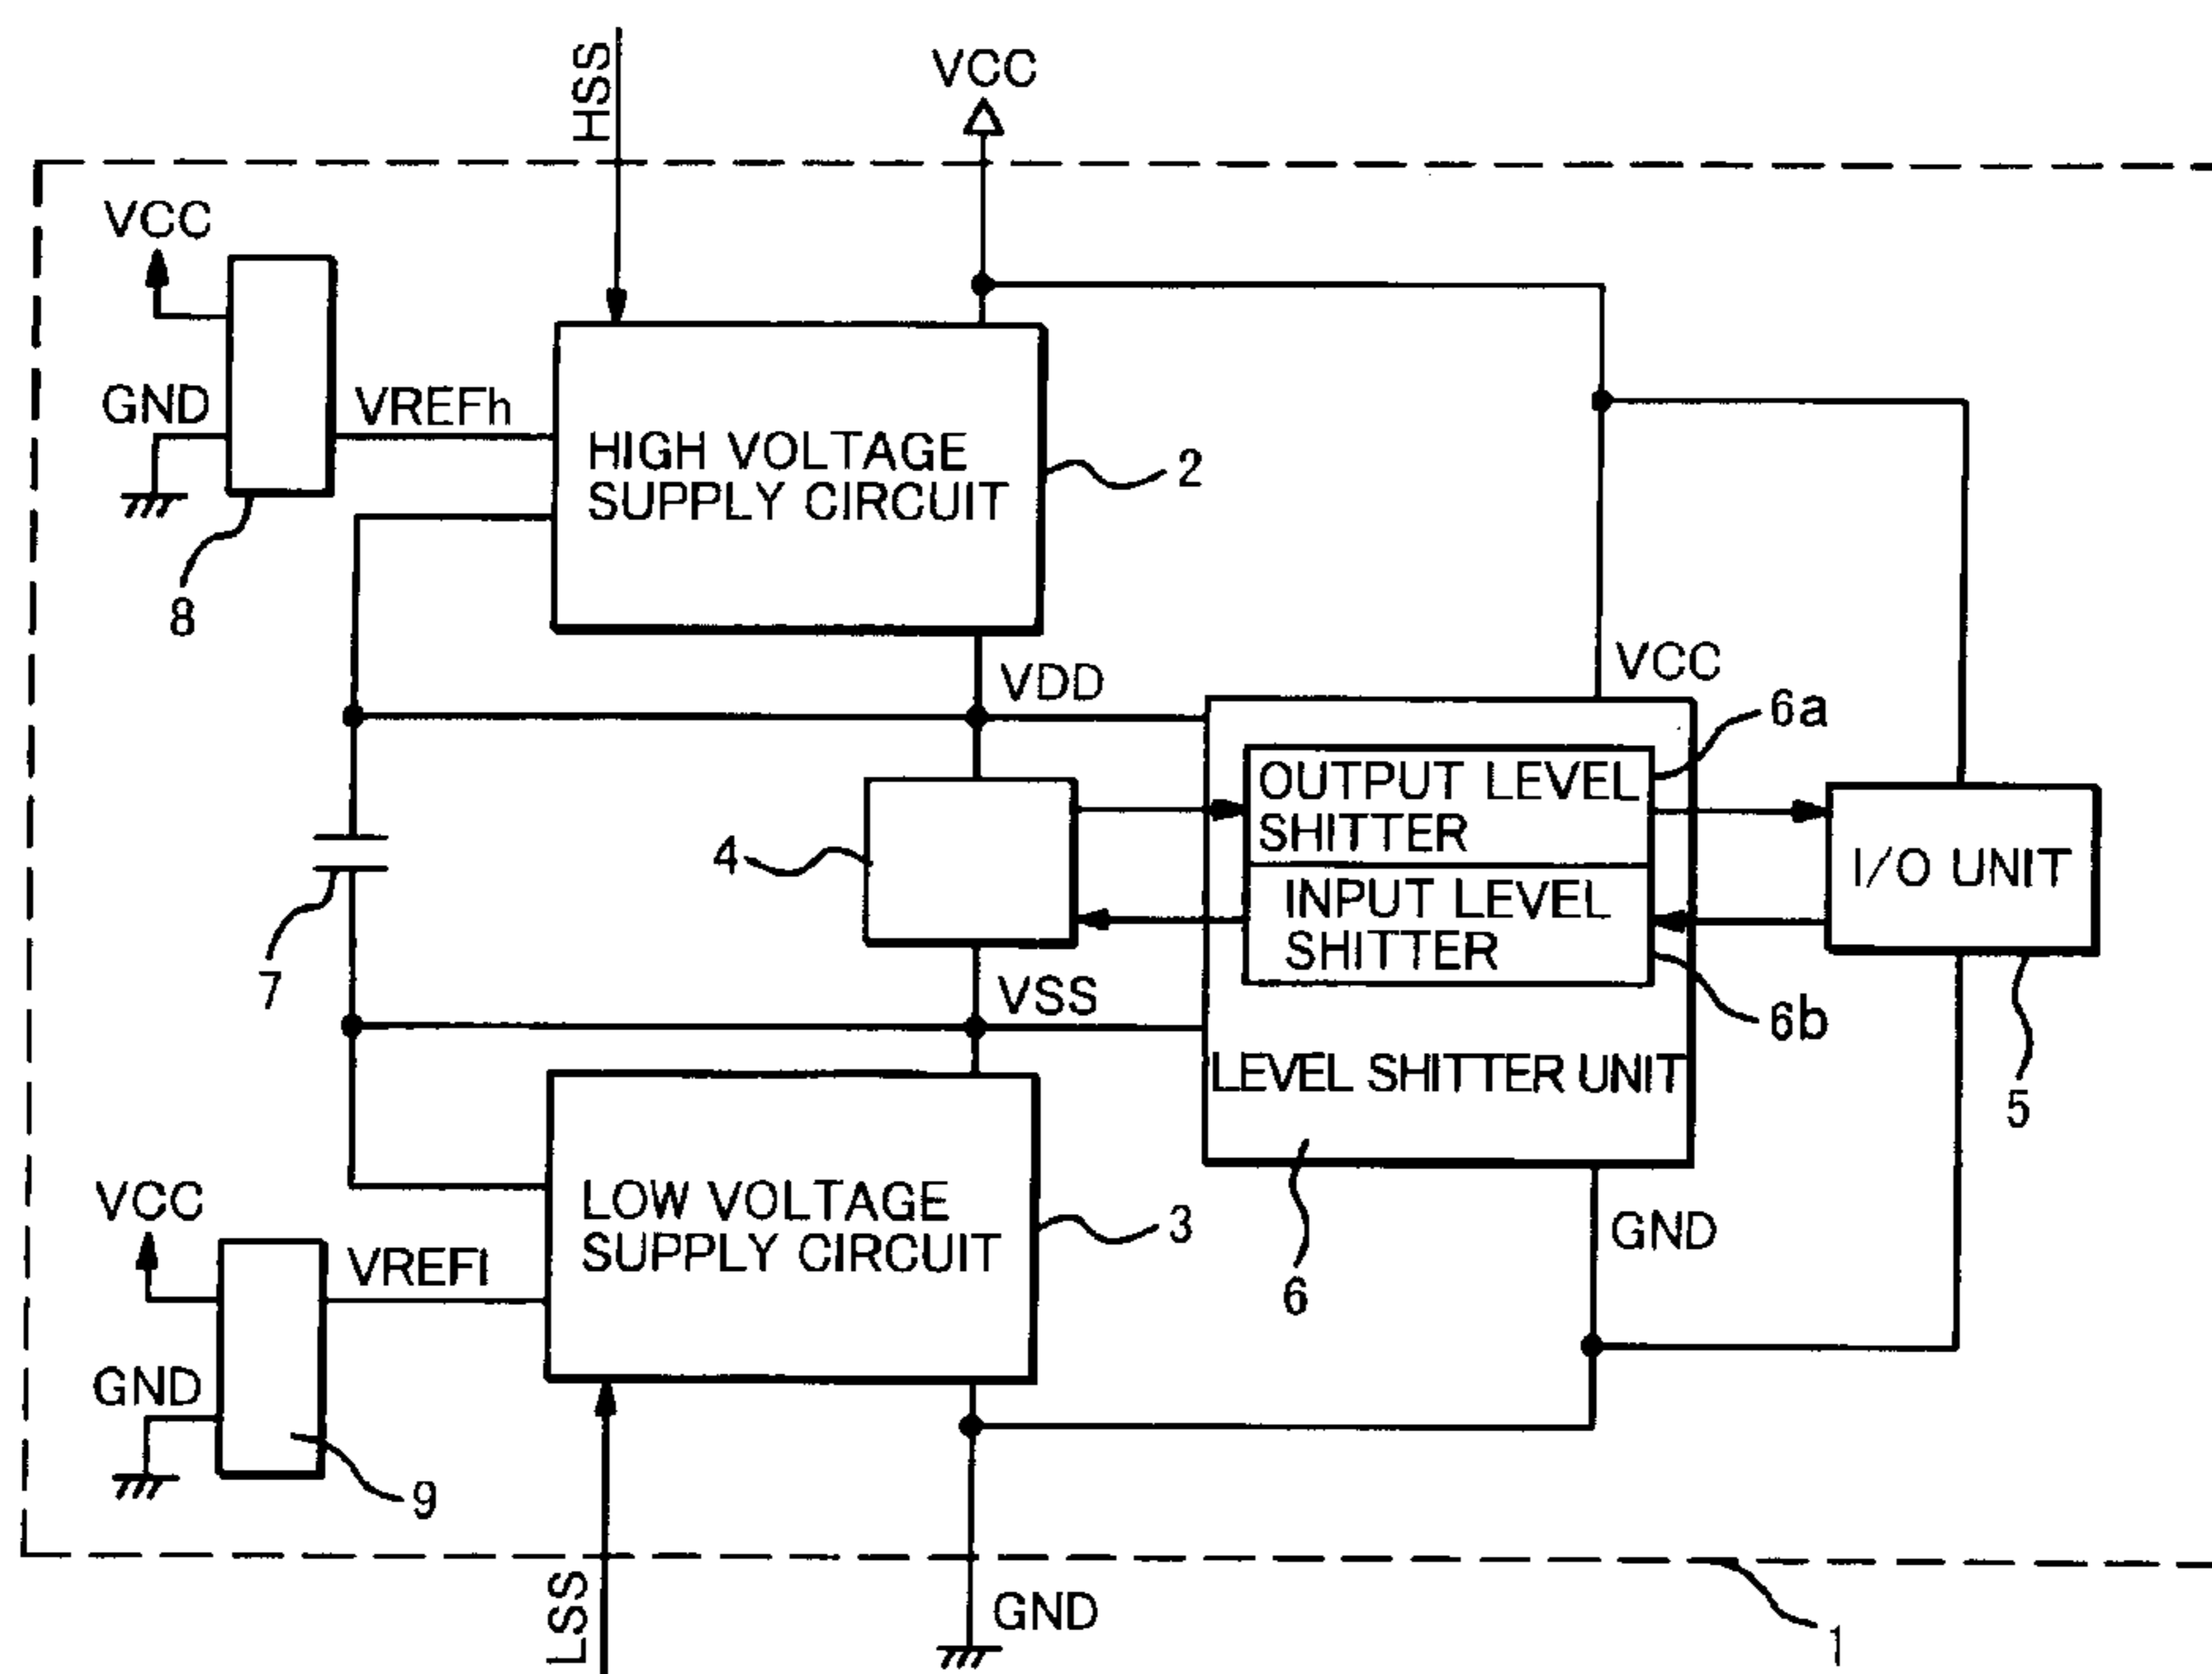 HSS
VCC
VCC
GND
VREFh
HIGH VOLTAGE
SUPPLY CIRCUIT
2
8
VDD
VCC
6a
OUTPUT LEVEL
SHITTER
4
I/O UNIT
INPUT LEVEL
SHITTER
7
VSS
6b
LEVEL SHITTER UNIT
5
VCC
LOW VOLTAGE
SUPPLY CIRCUIT
3
GND
VREFl
6
GND
9
LSS
GND
1